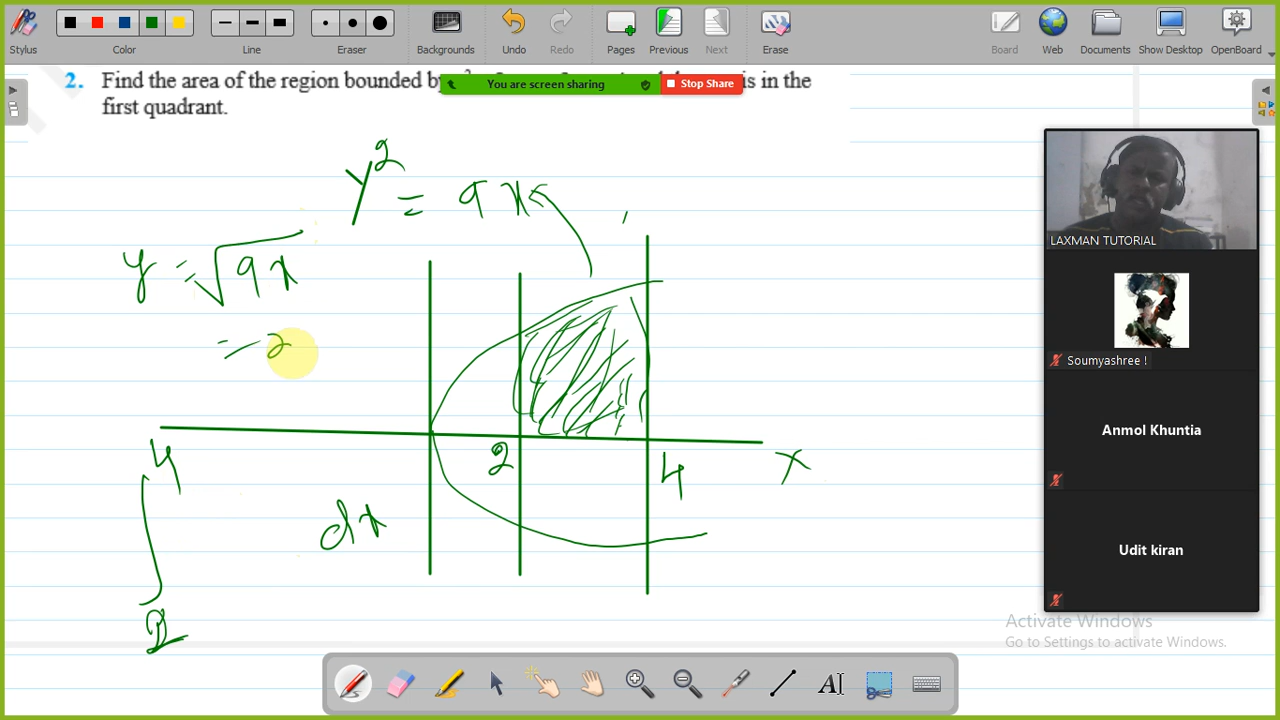 Stylus
Color
Line
Eraser
Backgrounds
Undo
Redo
Pages
Previous
Next
Erase
Board
Web
Documents
Show Desktop
OpenBoard
You are screen sharing
Stop Share
2. Find the area of the region bounded by is in the
first quadrant.
y² = 9x
y = √9x
= 2
4
2
dx
2
4
x
LAXMAN TUTORIAL
Soumyashree !
Anmol Khuntia
Udit kiran
Activate Windows
Go to Settings to activate Windows.
AI